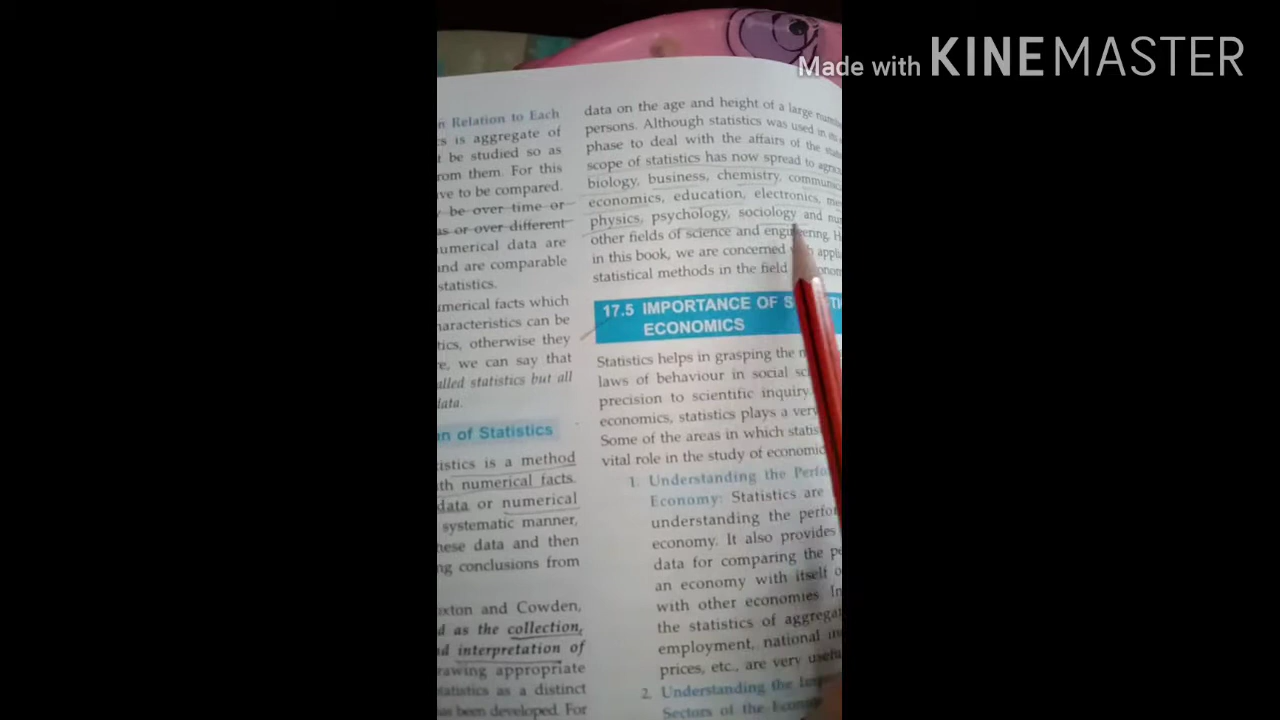 Made with KINEMASTER
n Relation to Each
is aggregate of
be studied so as
rom them. For this
ve to be compared.
be over time or
as or over different
numerical data are
and are comparable
statistics.
umerical facts which
haracteristics can be
tics, otherwise they
e, we can say that
alled statistics but all
data.
n of Statistics
tistics is a method
th numerical facts.
data or numerical
systematic manner,
hese data and then
ng conclusions from
xton and Cowden,
d as the collection,
d interpretation of
rawing appropriate
statistics as a distinct
has been developed. For
data on the age and height of a large
persons. Although statistics was used in
phase to deal with the affairs of the
scope of statistics has now spread to
biology, business, chemistry,
economics, education, electronics,
physics, psychology, sociology and
other fields of science and engineering,
in this book, we are concerned
statistical methods in the field
17.5 IMPORTANCE OF
ECONOMICS
Statistics helps in grasping the
laws of behaviour in social
precision to scientific inquiry
economics, statistics plays a very
Some of the areas in which
vital role in the study of
1. Understanding the
Economy: Statistics are
understanding the
economy. It also provides
data for comparing the
an economy with itself
with other economies.
the statistics of
employment, national
prices, etc., are very
2. Understanding the
Sectors of the